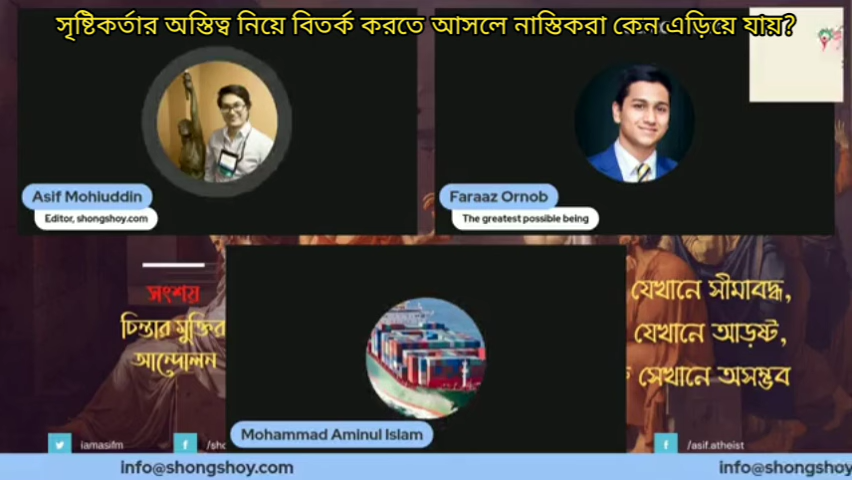 সৃষ্টিকর্তার অস্তিত্ব নিয়ে বিতর্ক করতে আসলে নাস্তিকরা কেন এড়িয়ে যায়?
Asif Mohiuddin
Editor, shongshoy.com
Faraaz Ornob
The greatest possible being
সংশয়
চিন্তার মুক্তির
আন্দোলন
যেখানে সীমাবদ্ধ,
যেখানে আড়ষ্ট,
সেখানে অসম্ভব
Mohammad Aminul Islam
iamasifm
/sho
/asif.atheist
info@shongshoy.com
info@shongshoy